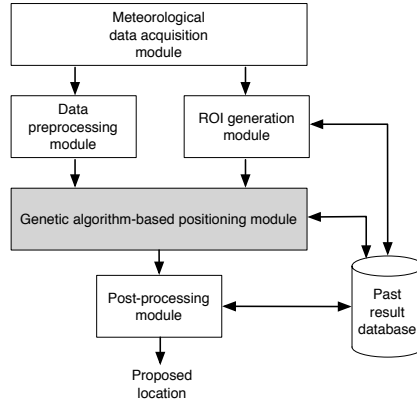 Meteorological
data acquisition
module
Data
preprocessing
module
ROI generation
module
Genetic algorithm-based positioning module
Post-processing
module
Past
result
database
Proposed
location